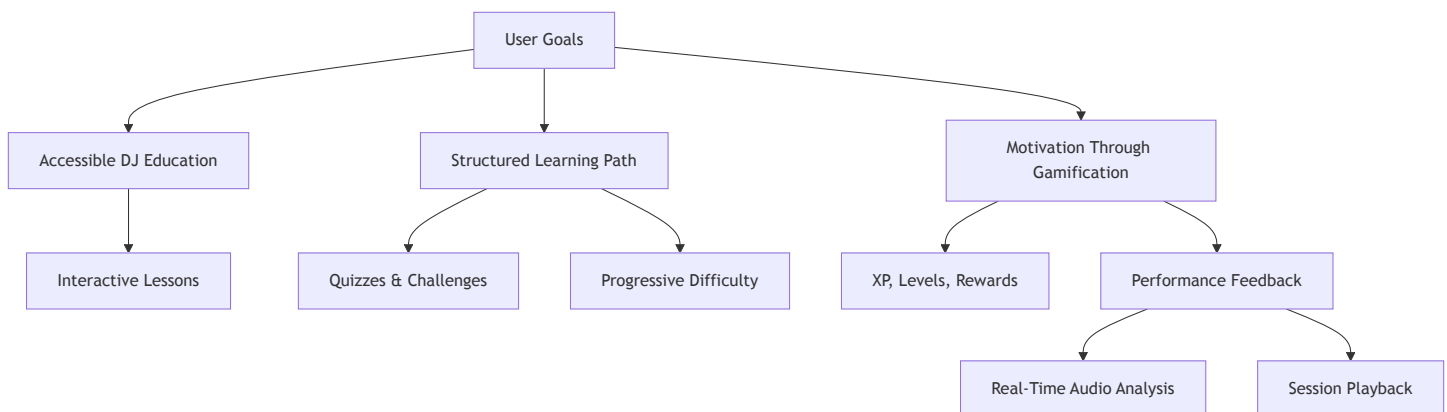 User Goals
Accessible DJ Education
Structured Learning Path
Motivation Through
Gamification
Interactive Lessons
Quizzes & Challenges
Progressive Difficulty
XP, Levels, Rewards
Performance Feedback
Real-Time Audio Analysis
Session Playback